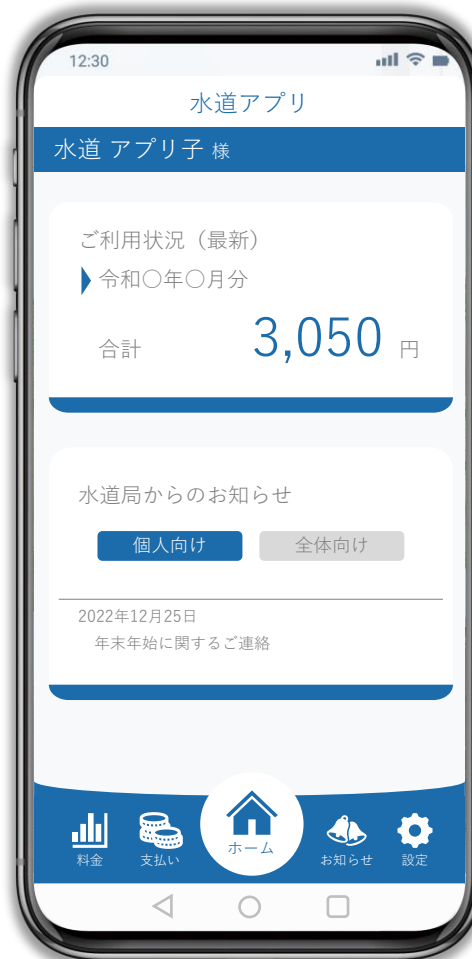 12:30
水道アプリ
水道 アプリ子 様
ご利用状況（最新）
令和〇年〇月分
合計 3,050 円
水道局からのお知らせ
個人向け 全体向け
2022年12月25日
年末年始に関するご連絡
料金 支払い ホーム お知らせ 設定